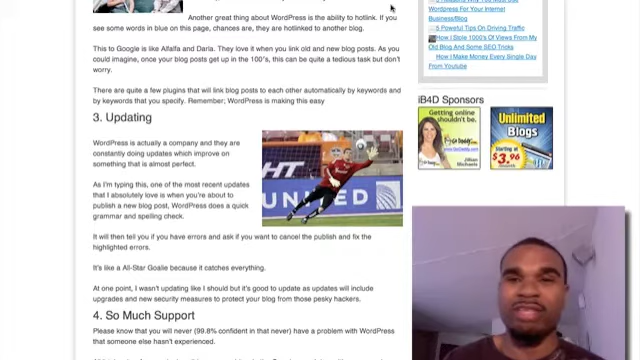 Another great thing about WordPress is the ability to hotlink. If you
see some words in blue on this page, chances are, they are hotlinked to another blog.
This to Google is like Alfalfa and Darla. They love it when you link old and new blog posts. As you
could imagine, once your blog posts get up in the 100's, this can be quite a tedious task but don't
worry.
There are quite a few plugins that will link blog posts to each other automatically by keywords and
by keywords that you specify. Remember; WordPress is making this easy
3. Updating
WordPress is actually a company and they are
constantly doing updates which improve on
something that is almost perfect.
As I'm typing this, one of the most recent updates
that I absolutely love is when you're about to
publish a new blog post, WordPress does a quick
grammar and spelling check.
It will then tell you if you have errors and ask if you want to cancel the publish and fix the
highlighted errors.
It's like a All-Star Goalie because it catches everything.
At one point, I wasn't updating like I should but it's good to update as updates will include
upgrades and new security measures to protect your blog from those pesky hackers.
4. So Much Support
Please know that you will never (99.8% confident in that never) have a problem with WordPress
that someone else hasn't experienced.
HT
UNITED
Wordpress For Your Internet
Business/Blog
5 Powerful Tips On Driving Traffic
How I Stole 1000's Of Views From My
Old Blog And Some SEO Tricks
How I Make Money Every Single Day
From Youtube
iB4D Sponsors
Getting online
shouldn't be.
Go Daddy
Jillian
Michaels
Unlimited
Blogs
Starting at
$3.96